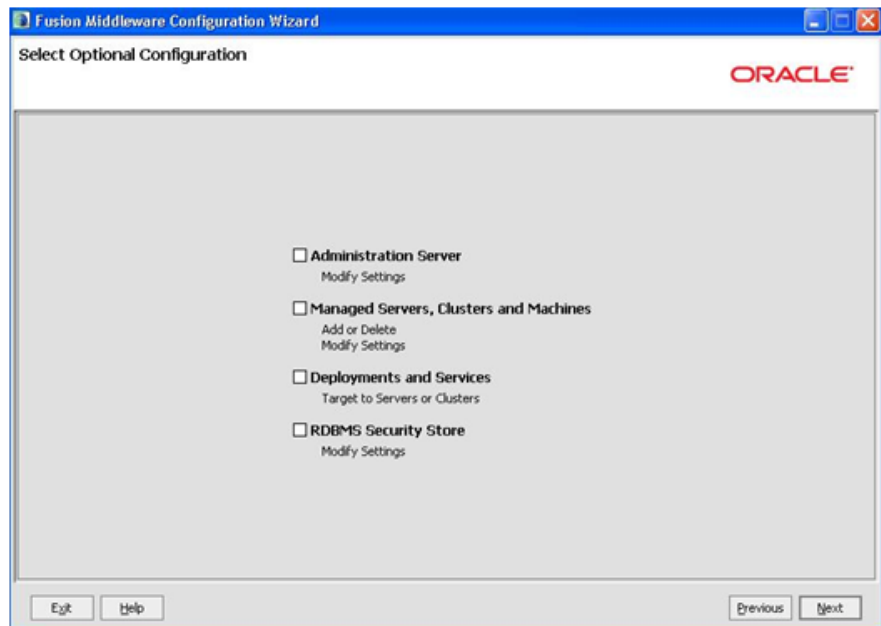 Fusion Middleware Configuration Wizard
Select Optional Configuration
ORACLE
Administration Server
Modify Settings
Managed Servers, Clusters and Machines
Add or Delete
Modify Settings
Deployments and Services
Target to Servers or Clusters
RDBMS Security Store
Modify Settings
Exit Help Previous Next